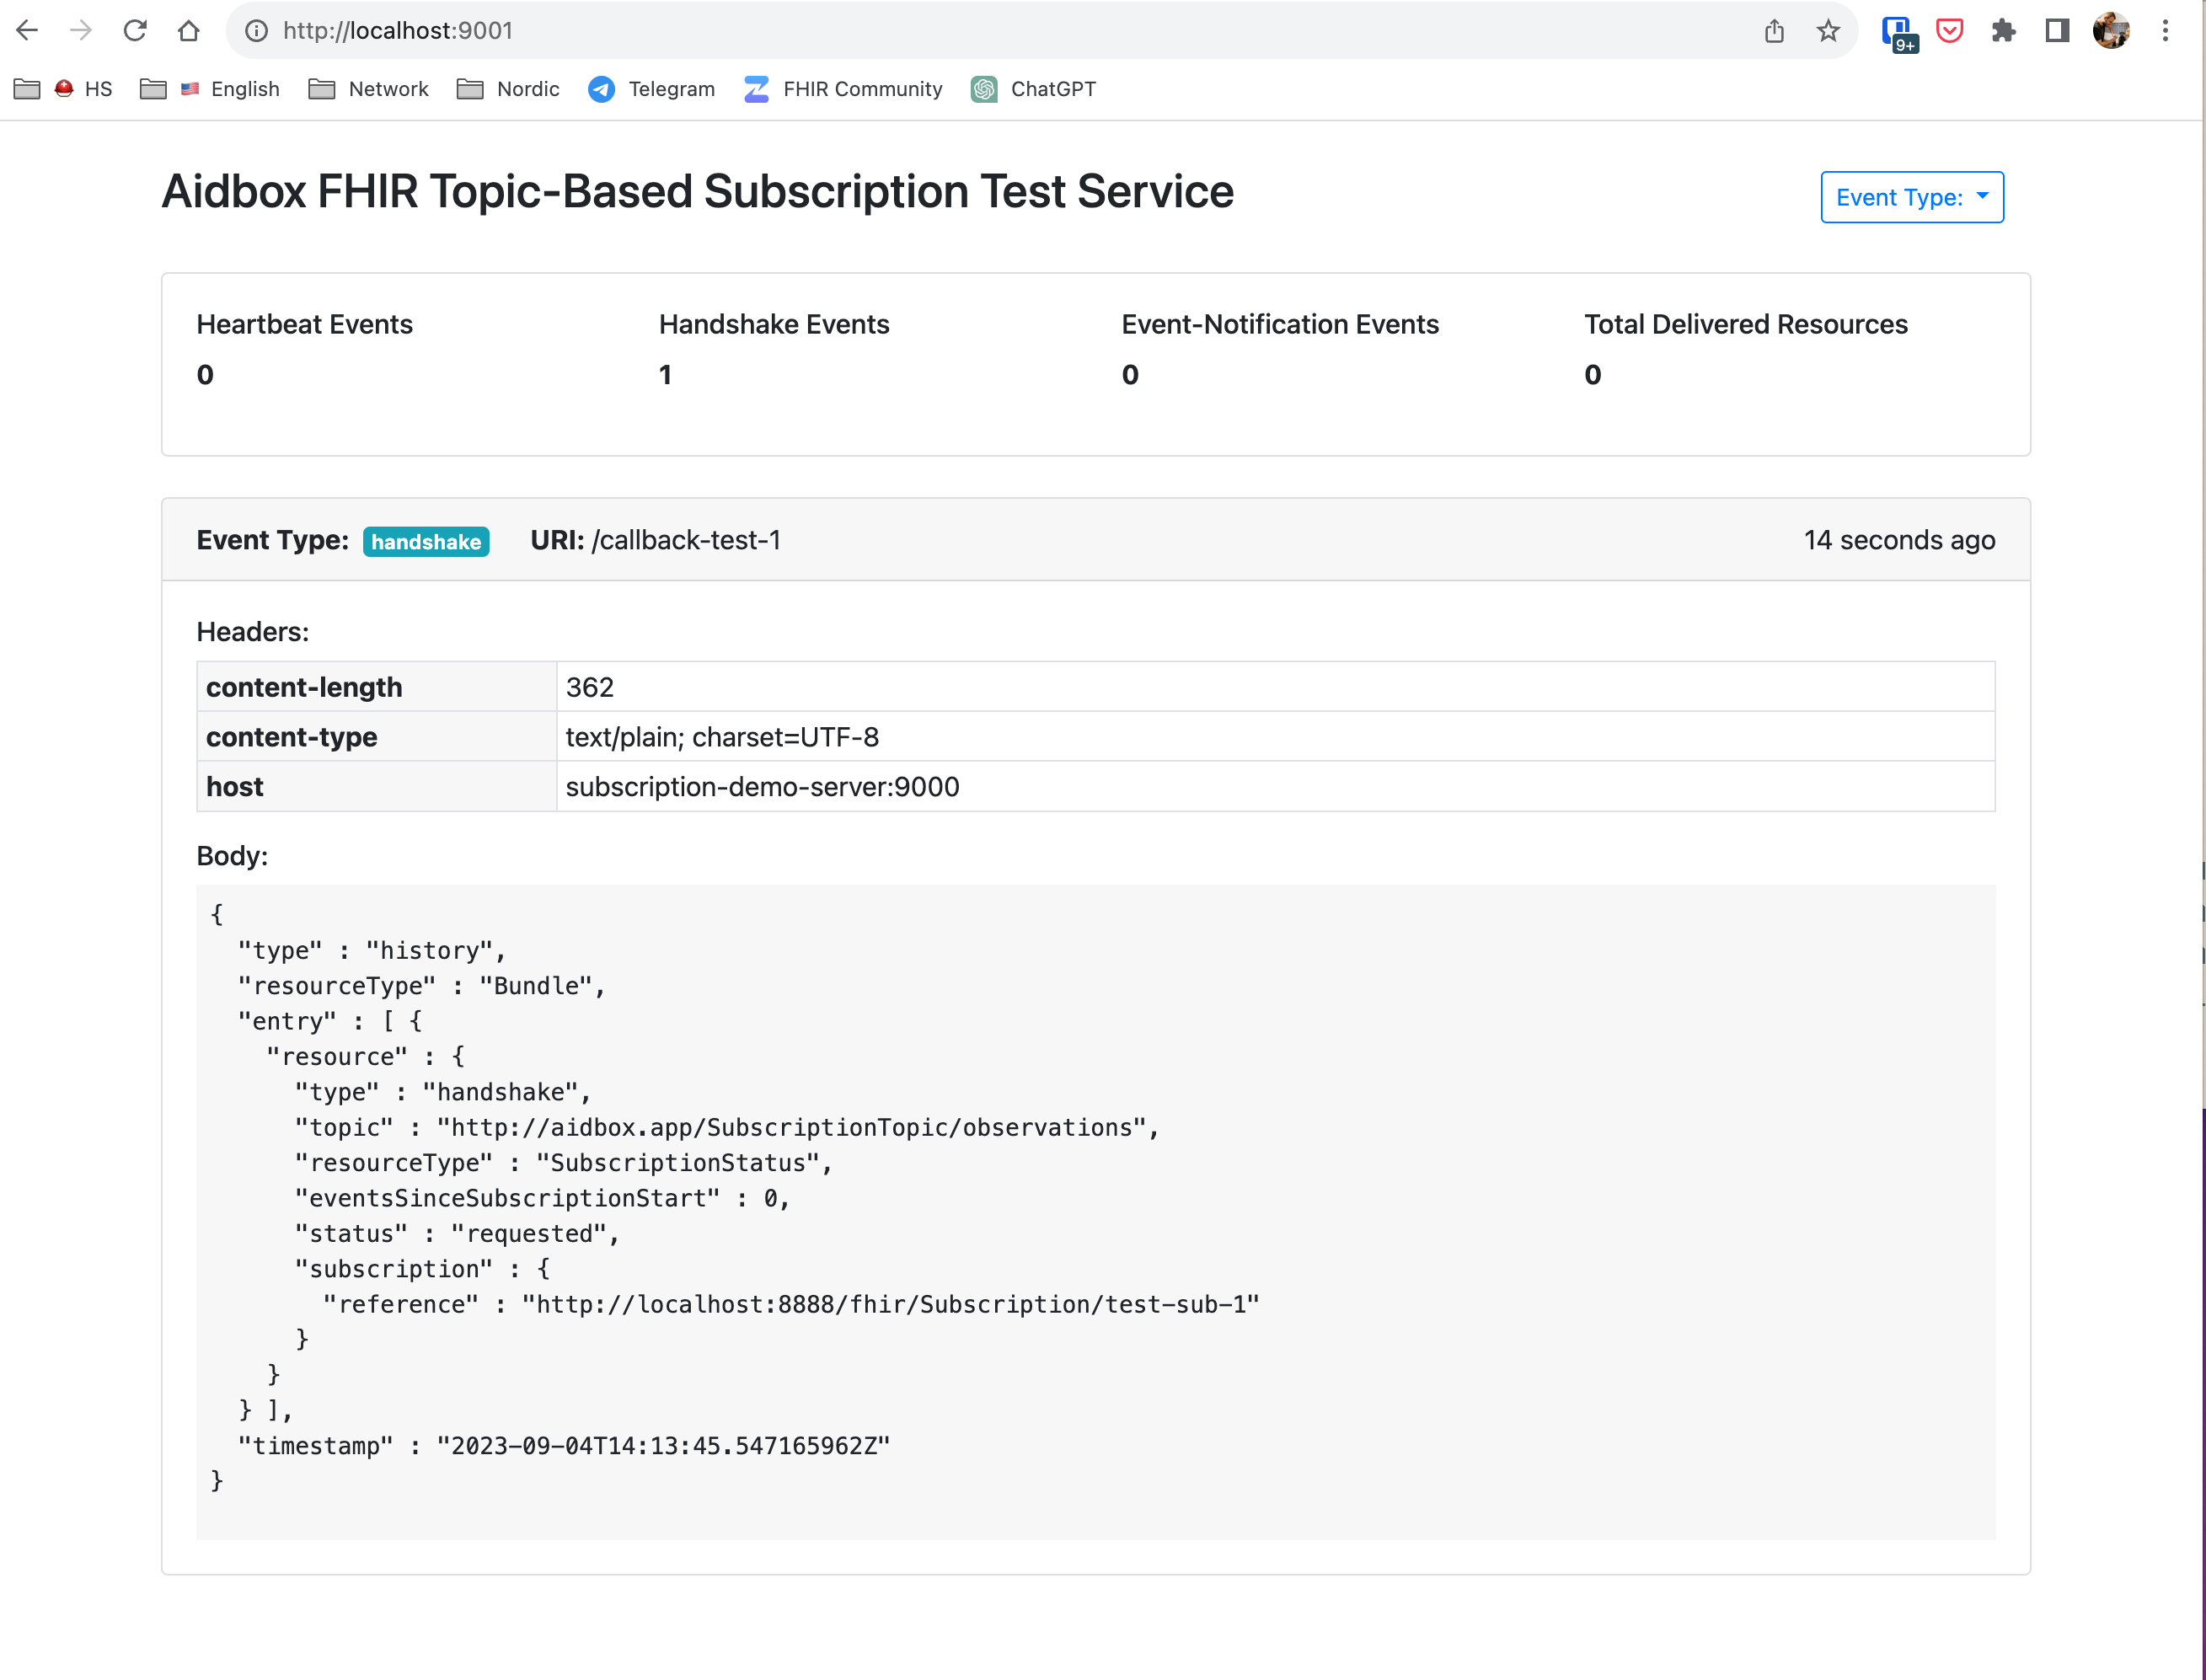 http://localhost:9001
9+
HS English Network Nordic Telegram FHIR Community ChatGPT
Aidbox FHIR Topic-Based Subscription Test Service
Event Type:
Heartbeat Events Handshake Events Event-Notification Events Total Delivered Resources
0 1 0 0
Event Type: handshake URI: /callback-test-1 14 seconds ago
Headers:
content-length 362
content-type text/plain; charset=UTF-8
host subscription-demo-server:9000
Body:
{
  "type" : "history",
  "resourceType" : "Bundle",
  "entry" : [ {
    "resource" : {
      "type" : "handshake",
      "topic" : "http://aidbox.app/SubscriptionTopic/observations",
      "resourceType" : "SubscriptionStatus",
      "eventsSinceSubscriptionStart" : 0,
      "status" : "requested",
      "subscription" : {
        "reference" : "http://localhost:8888/fhir/Subscription/test-sub-1"
      }
    }
  } ],
  "timestamp" : "2023-09-04T14:13:45.547165962Z"
}